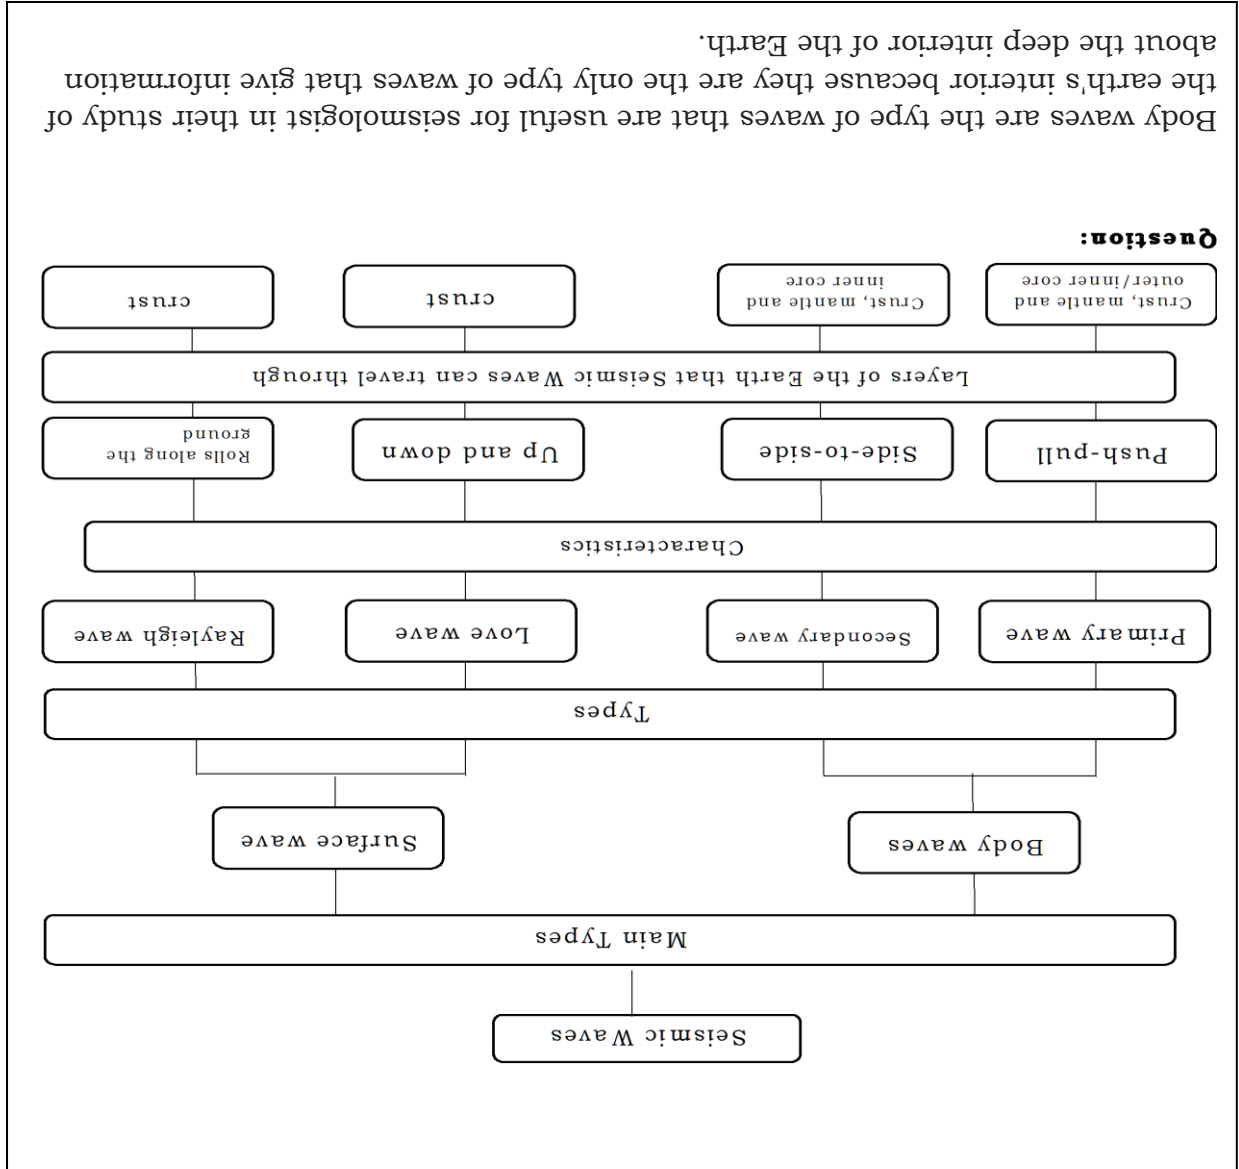 Seismic Waves
Main Types
Body waves
Surface wave
Types
Primary wave
Secondary wave
Love wave
Rayleigh wave
Characteristics
Push-pull
Side-to-side
Up and down
Rolls along the
ground
Layers of the Earth that Seismic Waves can travel through
Crust, mantle and
outer/inner core
Crust, mantle and
inner core
crust
crust
Question:
Body waves are the type of waves that are useful for seismologist in their study of
the earth's interior because they are the only type of waves that give information
about the deep interior of the Earth.